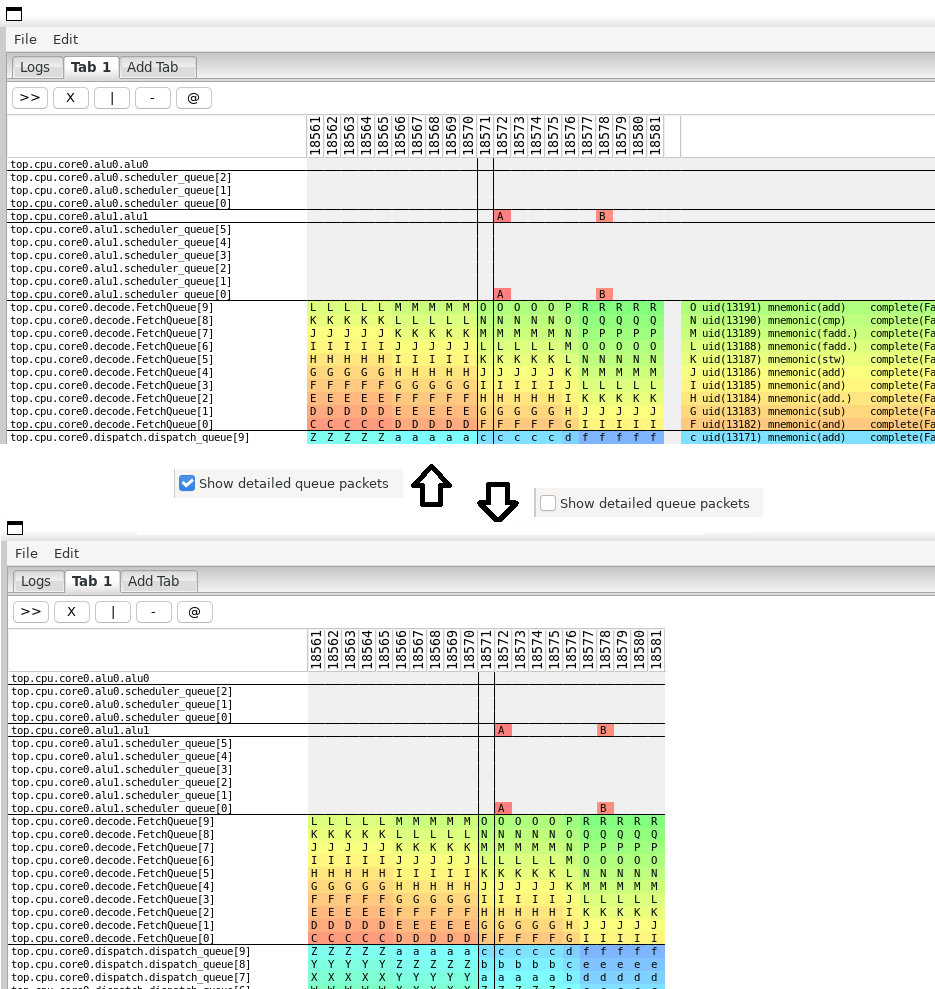 File Edit
Logs Tab 1 Add Tab
>> X | - @
18561 18562 18563 18564 18565 18566 18567 18568 18569 18570 18571 18572 18573 18574 18575 18576 18577 18578 18579 18580 18581
top.cpu.core0.alu0.alu0
top.cpu.core0.alu0.scheduler_queue[2]
top.cpu.core0.alu0.scheduler_queue[1]
top.cpu.core0.alu0.scheduler_queue[0]
top.cpu.core0.alu1.alu1 A B
top.cpu.core0.alu1.scheduler_queue[5]
top.cpu.core0.alu1.scheduler_queue[4]
top.cpu.core0.alu1.scheduler_queue[3]
top.cpu.core0.alu1.scheduler_queue[2]
top.cpu.core0.alu1.scheduler_queue[1]
top.cpu.core0.alu1.scheduler_queue[0] A B
top.cpu.core0.decode.FetchQueue[9] L L L L L M M M M M O O O O O P R R R R R O uid(13191) mnemonic(add) complete(Fa
top.cpu.core0.decode.FetchQueue[8] K K K K K L L L L L N N N N N O Q Q Q Q Q N uid(13190) mnemonic(cmp) complete(Fa
top.cpu.core0.decode.FetchQueue[7] J J J J J K K K K K M M M M M N P P P P P M uid(13189) mnemonic(fadd.) complete(Fa
top.cpu.core0.decode.FetchQueue[6] I I I I I J J J J J L L L L L M O O O O O L uid(13188) mnemonic(fadd.) complete(Fa
top.cpu.core0.decode.FetchQueue[5] H H H H H I I I I I K K K K K L N N N N N K uid(13187) mnemonic(stw) complete(Fa
top.cpu.core0.decode.FetchQueue[4] G G G G G H H H H H J J J J J K M M M M M J uid(13186) mnemonic(add) complete(Fa
top.cpu.core0.decode.FetchQueue[3] F F F F F G G G G G I I I I I J L L L L L I uid(13185) mnemonic(and) complete(Fa
top.cpu.core0.decode.FetchQueue[2] E E E E E F F F F F H H H H H I K K K K K H uid(13184) mnemonic(add.) complete(Fa
top.cpu.core0.decode.FetchQueue[1] D D D D D E E E E E G G G G G H J J J J J G uid(13183) mnemonic(sub) complete(Fa
top.cpu.core0.decode.FetchQueue[0] C C C C C D D D D D F F F F F G I I I I I F uid(13182) mnemonic(and) complete(Fa
top.cpu.core0.dispatch.dispatch_queue[9] Z Z Z Z Z a a a a a c c c c c d f f f f f c uid(13171) mnemonic(add) complete(Fa
Show detailed queue packets
Show detailed queue packets
File Edit
Logs Tab 1 Add Tab
>> X | - @
18561 18562 18563 18564 18565 18566 18567 18568 18569 18570 18571 18572 18573 18574 18575 18576 18577 18578 18579 18580 18581
top.cpu.core0.alu0.alu0
top.cpu.core0.alu0.scheduler_queue[2]
top.cpu.core0.alu0.scheduler_queue[1]
top.cpu.core0.alu0.scheduler_queue[0]
top.cpu.core0.alu1.alu1 A B
top.cpu.core0.alu1.scheduler_queue[5]
top.cpu.core0.alu1.scheduler_queue[4]
top.cpu.core0.alu1.scheduler_queue[3]
top.cpu.core0.alu1.scheduler_queue[2]
top.cpu.core0.alu1.scheduler_queue[1]
top.cpu.core0.alu1.scheduler_queue[0] A B
top.cpu.core0.decode.FetchQueue[9] L L L L L M M M M M O O O O O P R R R R R
top.cpu.core0.decode.FetchQueue[8] K K K K K L L L L L N N N N N O Q Q Q Q Q
top.cpu.core0.decode.FetchQueue[7] J J J J J K K K K K M M M M M N P P P P P
top.cpu.core0.decode.FetchQueue[6] I I I I I J J J J J L L L L L M O O O O O
top.cpu.core0.decode.FetchQueue[5] H H H H H I I I I I K K K K K L N N N N N
top.cpu.core0.decode.FetchQueue[4] G G G G G H H H H H J J J J J K M M M M M
top.cpu.core0.decode.FetchQueue[3] F F F F F G G G G G I I I I I J L L L L L
top.cpu.core0.decode.FetchQueue[2] E E E E E F F F F F H H H H H I K K K K K
top.cpu.core0.decode.FetchQueue[1] D D D D D E E E E E G G G G G H J J J J J
top.cpu.core0.decode.FetchQueue[0] C C C C C D D D D D F F F F F G I I I I I
top.cpu.core0.dispatch.dispatch_queue[9] Z Z Z Z Z a a a a a c c c c c d f f f f f
top.cpu.core0.dispatch.dispatch_queue[8] Y Y Y Y Y Z Z Z Z Z b b b b b c e e e e e
top.cpu.core0.dispatch.dispatch_queue[7] X X X X X Y Y Y Y Y a a a a a b d d d d d